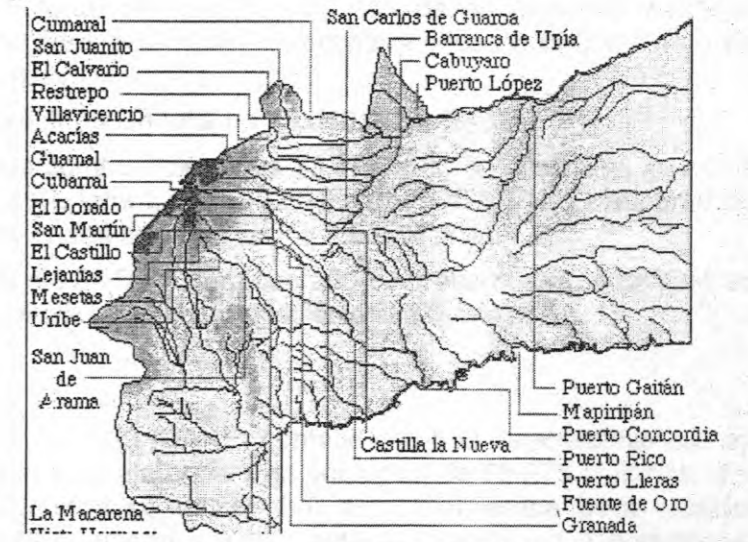 Cumaral
San Juanito
El Calvario
Restrepo
Villavicencio
Acacías
Guamal
Cubarral
El Dorado
San Martín
El Castillo
Lejanías
Mesetas
Uribe
San Juan
de
Arama
La Macarena
San Carlos de Guaroa
Barranca de Upía
Cabuyaro
Puerto López
Castilla la Nueva
Puerto Gaitán
Mapiripán
Puerto Concordia
Puerto Rico
Puerto Lleras
Fuente de Oro
Granada